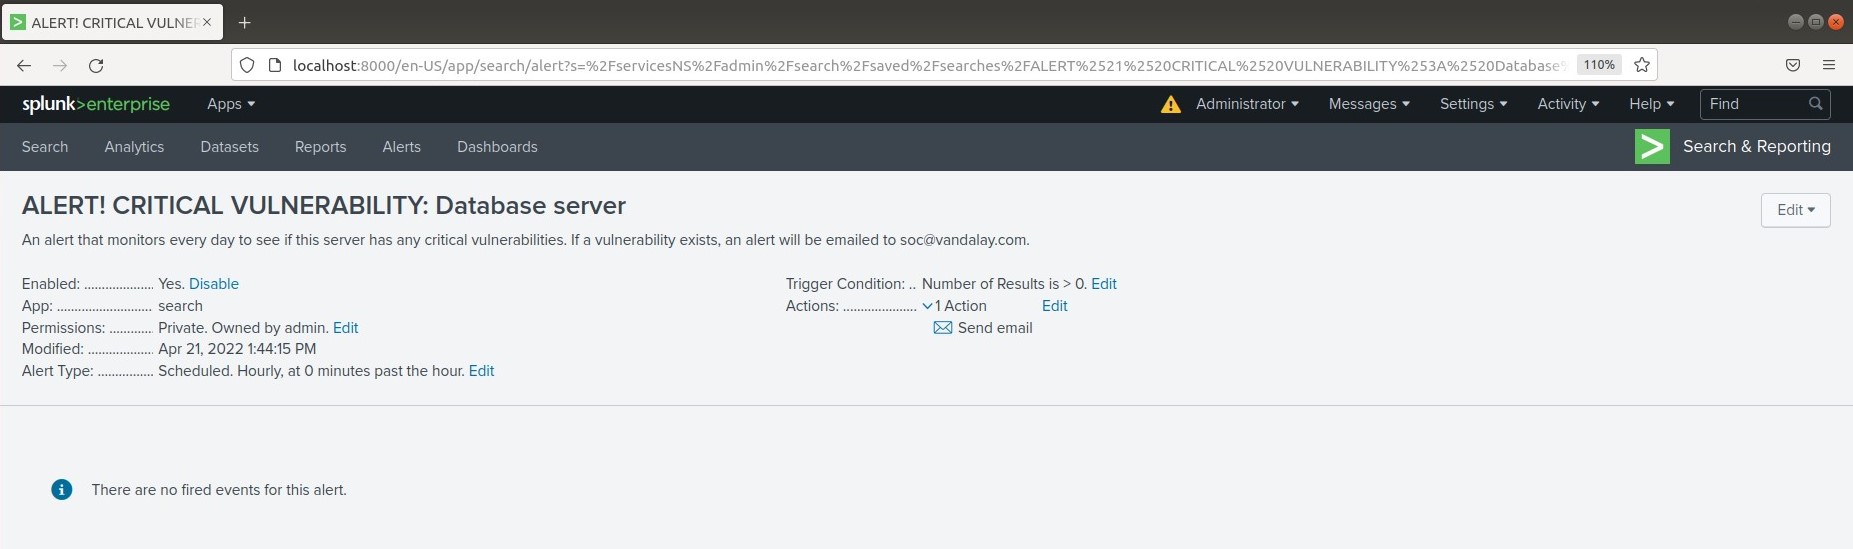 ALERT! CRITICAL VULNER
localhost:8000/en-US/app/search/alert?s=%2FservicesNS%2Fadmin%2Fsearch%2Fsaved%2Fsearches%2FALERT%2521%2520CRITICAL%2520VULNERABILITY%253A%2520Database% 110%
splunk>enterprise Apps Administrator Messages Settings Activity Help Find
Search Analytics Datasets Reports Alerts Dashboards Search & Reporting
ALERT! CRITICAL VULNERABILITY: Database server
Edit
An alert that monitors every day to see if this server has any critical vulnerabilities. If a vulnerability exists, an alert will be emailed to soc@vandalay.com.
Enabled: .................... Yes. Disable
App: ........................... search
Permissions: ............. Private. Owned by admin. Edit
Modified: ................... Apr 21, 2022 1:44:15 PM
Alert Type: ................ Scheduled. Hourly, at 0 minutes past the hour. Edit
Trigger Condition: .. Number of Results is > 0. Edit
Actions: ..................... 1 Action Edit
Send email
There are no fired events for this alert.